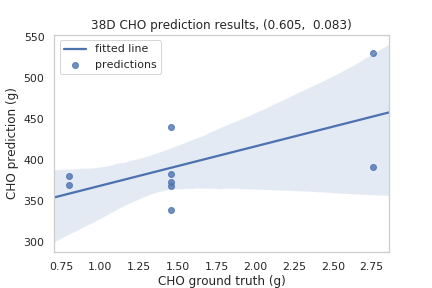 38D CHO prediction results, (0.605,  0.083)
fitted line
predictions
CHO prediction (g)
550
500
450
400
350
300
0.75 1.00 1.25 1.50 1.75 2.00 2.25 2.50 2.75
CHO ground truth (g)